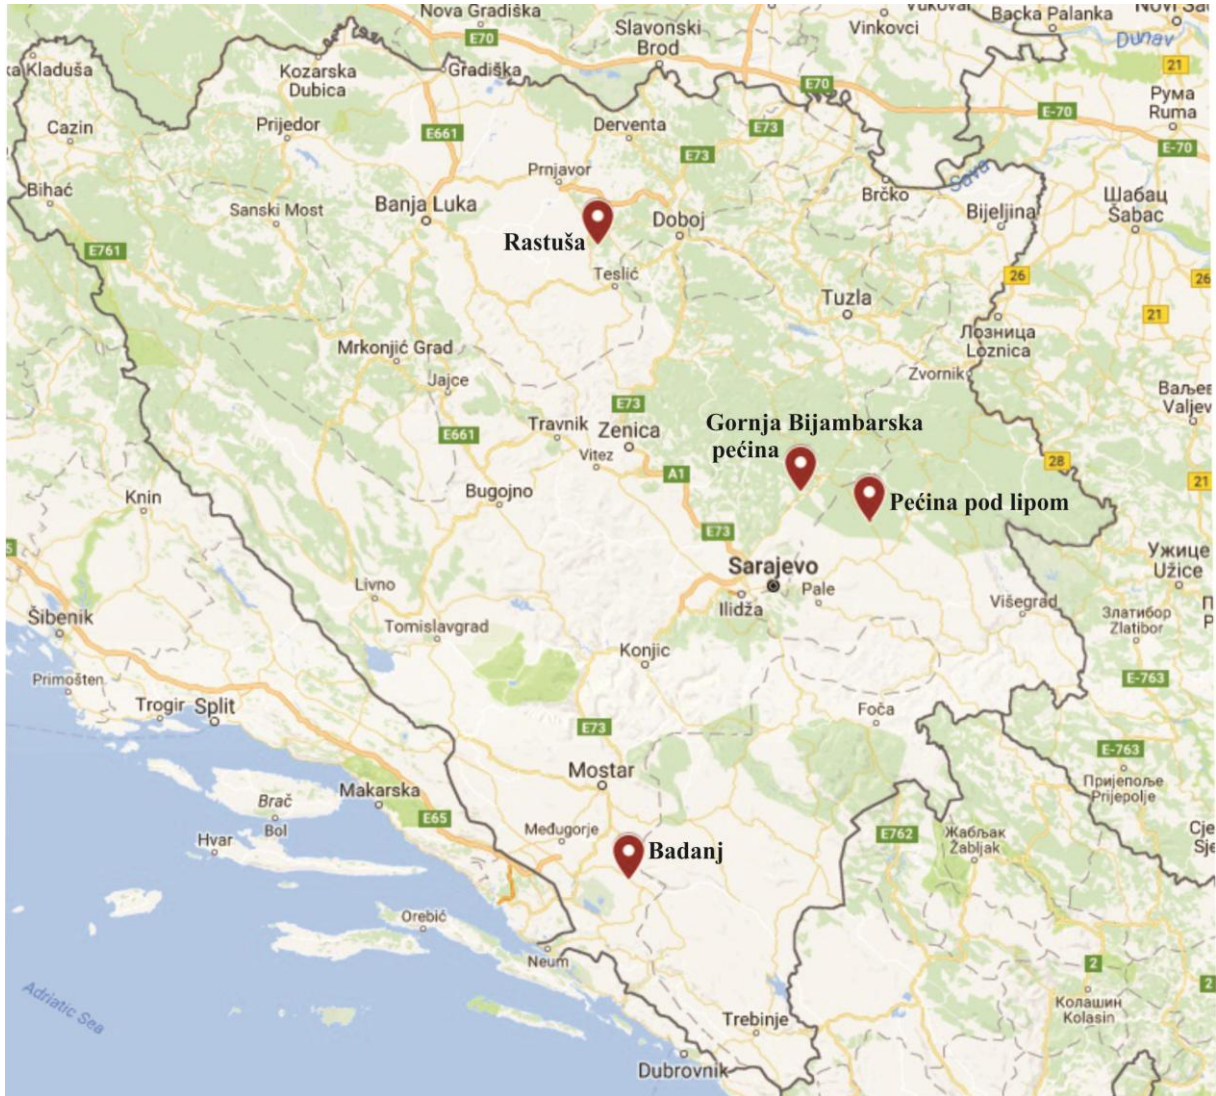 Nova Gradiška
Slavonski
Brod
Vinkovci
Backa Palanka
Dunav
E70
21
ka Kladuša
Kozarska
Dubica
Gradiška
E70
Рума
Ruma
Cazin
Prijedor
E661
Derventa
E73
E-70
E-70
E73
Prnjavor
Sava
Bihać
Sanski Most
Banja Luka
Doboj
Brčko
Bijeljina
Шабац
Šabac
Rastuša
E761
Teslić
26
26
Tuzla
21
Лозница
Loznica
Mrkonjić Grad
Jajce
Zvornik
Ваљев
Valjev
E73
Travnik
Zenica
Vitez
E661
Gornja Bijambarska
pećina
28
A1
21
Knin
Bugojno
Pećina pod lipom
E73
Ужице
Užice
Sarajevo
Livno
Ilidža
Pale
Višegrad
Златибор
Zlatibor
Šibenik
Tomislavgrad
Konjic
Primošten
E-763
Trogir
Split
Foča
E73
E-763
Mostar
Пријепоље
Prijepolje
Makarska
Brač
Bol
E65
Hvar
Međugorje
E762
Жабљак
Žabljak
Cje
Sje
Badanj
Orebić
Neum
2
2
Adriatic Sea
Колашин
Kolasin
Trebinje
Dubrovnik